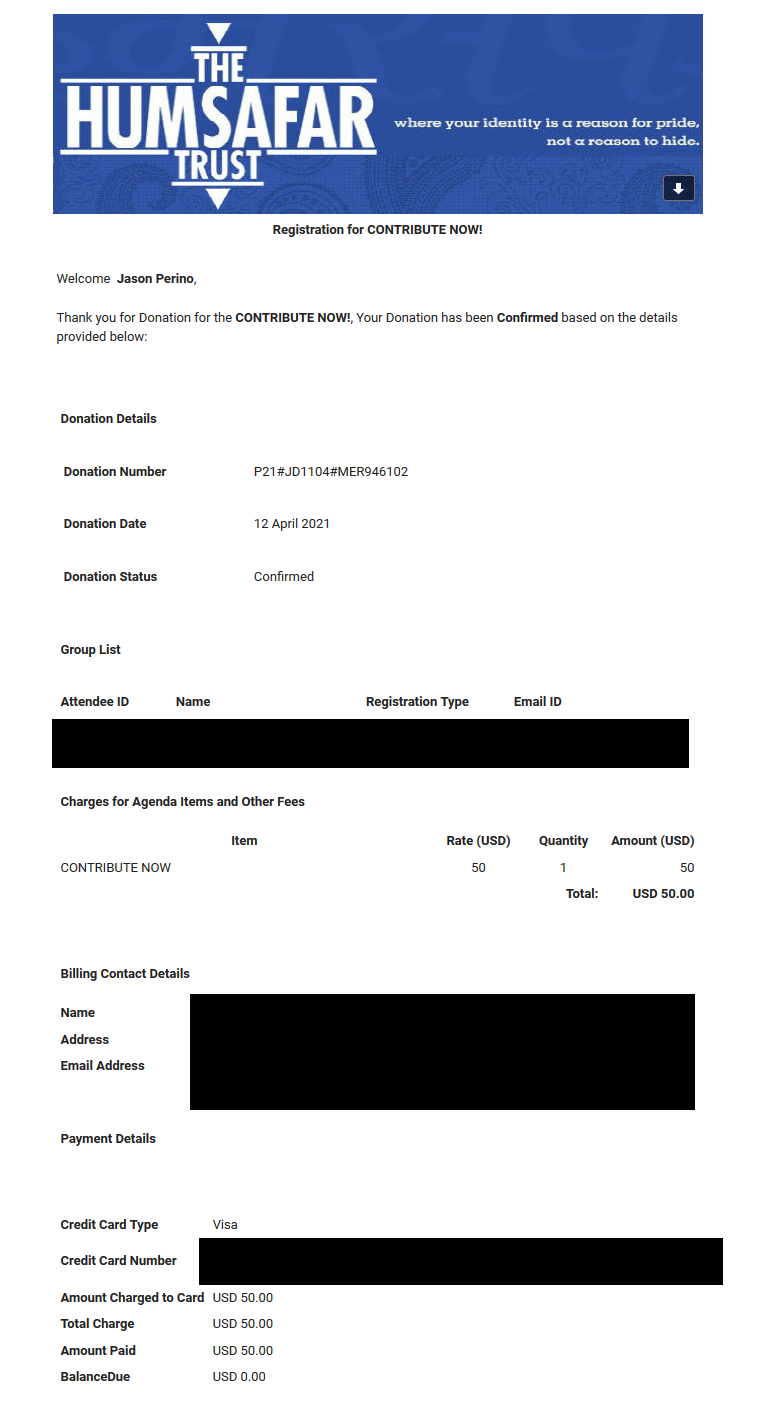 THE
HUMSAFAR
TRUST
where your identity is a reason for pride,
not a reason to hide.
Registration for CONTRIBUTE NOW!
Welcome Jason Perino,
Thank you for Donation for the CONTRIBUTE NOW!, Your Donation has been Confirmed based on the details
provided below:
Donation Details
Donation Number P21#JD1104#MER946102
Donation Date 12 April 2021
Donation Status Confirmed
Group List
Attendee ID Name Registration Type Email ID
Charges for Agenda Items and Other Fees
Item Rate (USD) Quantity Amount (USD)
CONTRIBUTE NOW 50 1 50
Total: USD 50.00
Billing Contact Details
Name
Address
Email Address
Payment Details
Credit Card Type Visa
Credit Card Number
Amount Charged to Card USD 50.00
Total Charge USD 50.00
Amount Paid USD 50.00
BalanceDue USD 0.00